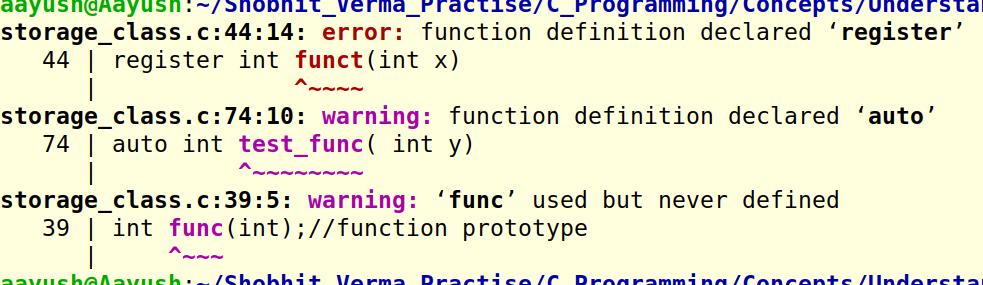 aayush@Aayush:~/Shobhit_Verma_Practise/C_Programming/Concepts/Understa
storage_class.c:44:14: error: function definition declared ‘register’
44 | register int funct(int x)
| ^~~~~
storage_class.c:74:10: warning: function definition declared ‘auto’
74 | auto int test_func( int y)
| ^~~~~~~~~
storage_class.c:39:5: warning: ‘func’ used but never defined
39 | int func(int);//function prototype
| ^~~~
aayush@Aayush:~/Shobhit_Verma_Practise/C_Programming/Concepts/Understa